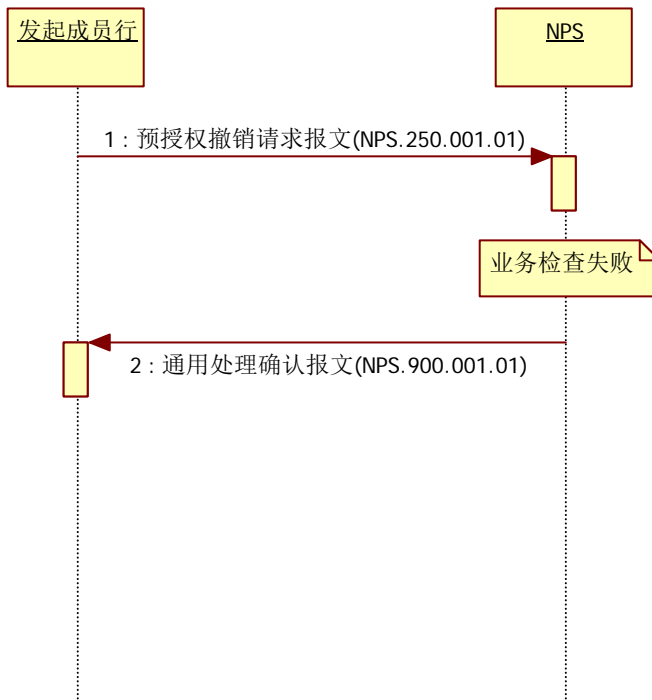 发起成员行
NPS
1 : 预授权撤销请求报文(NPS.250.001.01)
业务检查失败
2 : 通用处理确认报文(NPS.900.001.01)